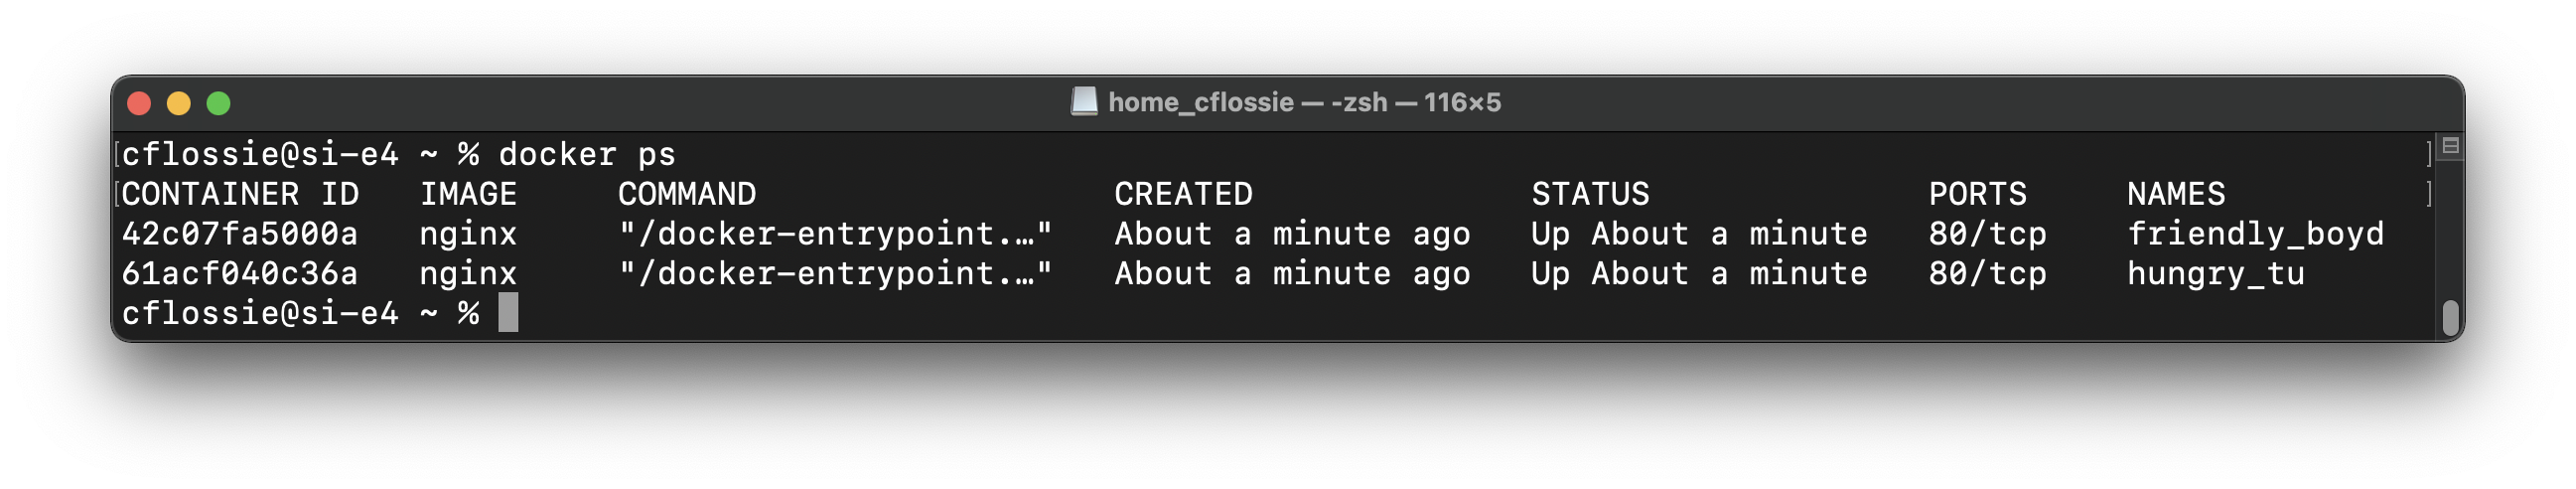 home_cflossie — -zsh — 116×5
[cflossie@si-e4 ~ % docker ps ]
[CONTAINER ID   IMAGE     COMMAND                  CREATED              STATUS              PORTS     NAMES ]
42c07fa5000a   nginx     "/docker-entrypoint.…"   About a minute ago   Up About a minute   80/tcp    friendly_boyd
61acf040c36a   nginx     "/docker-entrypoint.…"   About a minute ago   Up About a minute   80/tcp    hungry_tu
cflossie@si-e4 ~ %